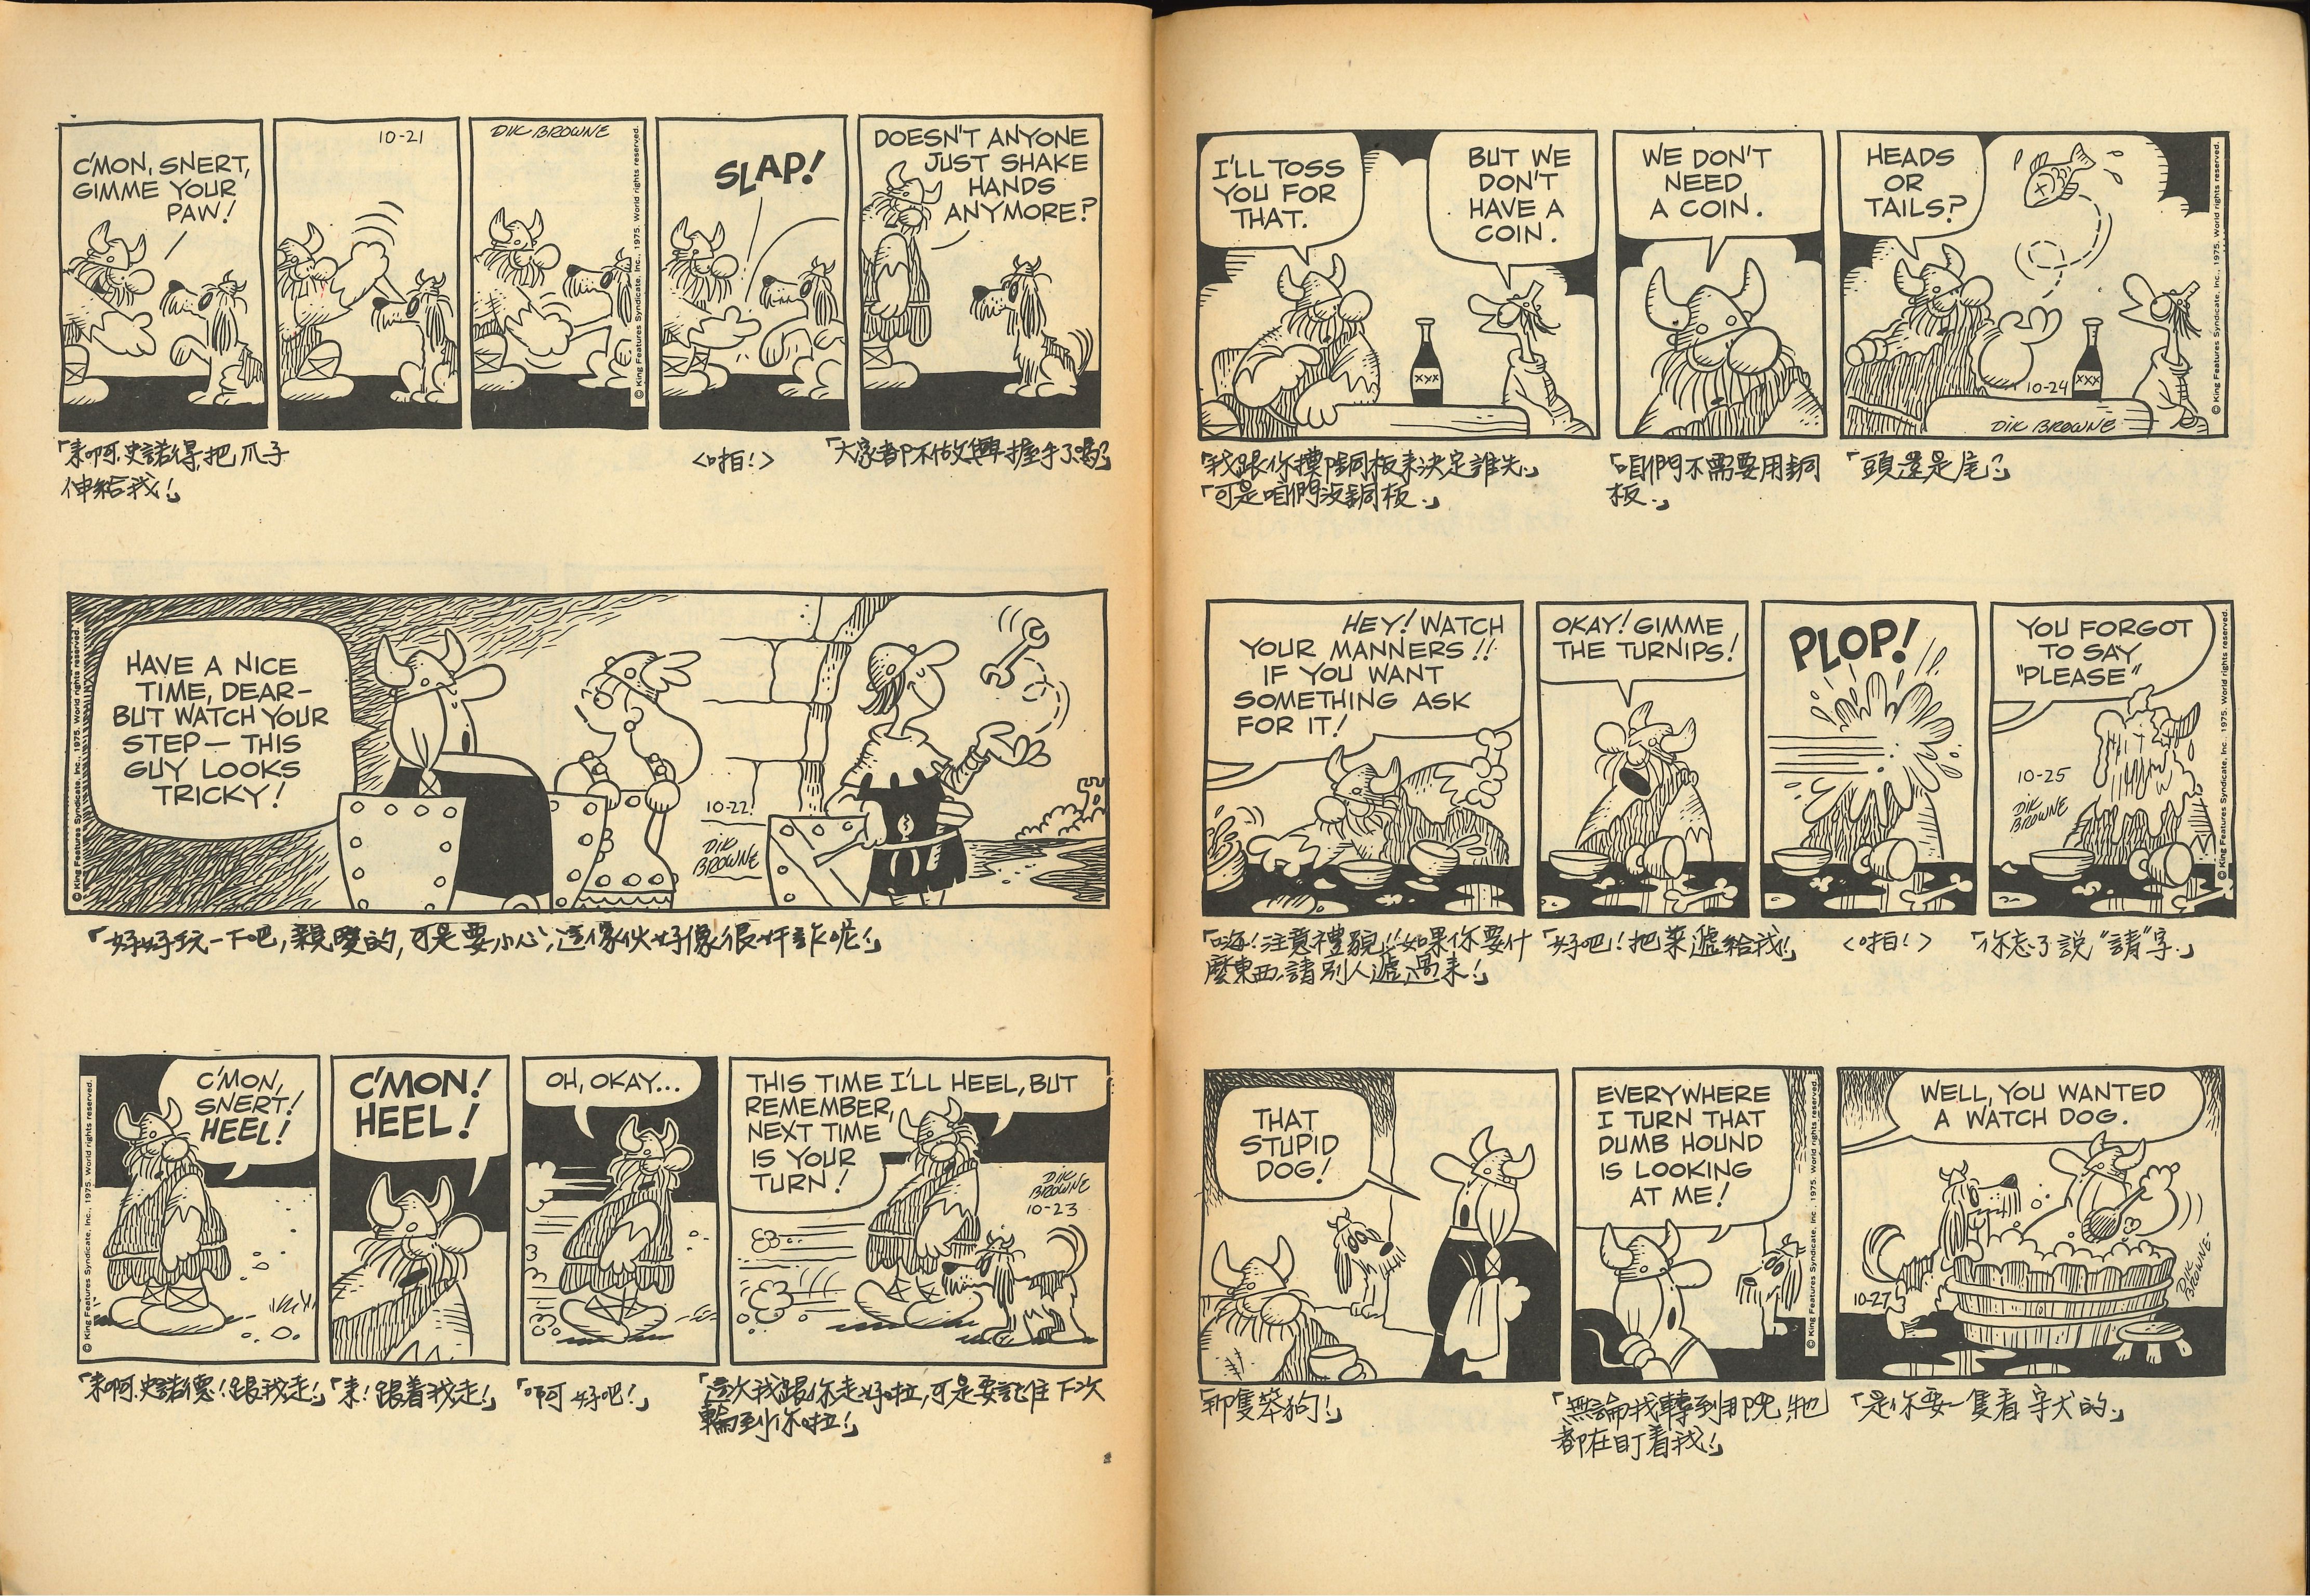 C'MON, SNERT,
GIMME YOUR
PAW!
10-21
DIK BROWNE
© King Features Syndicate, Inc., 1975. World rights reserved.
SLAP!
DOESN'T ANYONE
JUST SHAKE
HANDS
ANYMORE?
「來啊,史諾得,把爪子
伸給我!」
<啪!>
「大家都不作興握手了嗎?」
HAVE A NICE
TIME, DEAR—
BUT WATCH YOUR
STEP— THIS
GUY LOOKS
TRICKY!
© King Features Syndicate, Inc., 1975. World rights reserved.
10-22
DIK
BROWNE
「好好玩一下吧,親愛的,可是要小心,這傢伙好像很奸詐呢!」
C'MON,
SNERT!
HEEL!
© King Features Syndicate, Inc., 1975. World rights reserved.
C'MON!
HEEL!
OH, OKAY...
THIS TIME I'LL HEEL, BUT
REMEMBER,
NEXT TIME
IS YOUR
TURN!
DIK
BROWNE
10-23
「來啊,史諾德!跟我走!」
「來!跟着我走!」
「啊,好吧!」
「這次我跟你走好啦,可是要記住下次
輪到你啦!」
I'LL TOSS
YOU FOR
THAT.
BUT WE
DON'T
HAVE A
COIN.
XXX
WE DON'T
NEED
A COIN.
HEADS
OR
TAILS?
XXX
10-24
DIK BROWNE
© King Features Syndicate, Inc., 1975. World rights reserved.
「我跟你擲銅板來決定誰先」
「可是咱們沒銅板。」
「咱們不需要用銅
板。」
「頭還是尾?」
HEY! WATCH
YOUR MANNERS!!
IF YOU WANT
SOMETHING ASK
FOR IT!
OKAY! GIMME
THE TURNIPS!
PLOP!
YOU FORGOT
TO SAY
"PLEASE"
10-25
DIK
BROWNE
© King Features Syndicate, Inc., 1975. World rights reserved.
「嗨!注意禮貌!!如果你要什
麼東西,請別人遞過來!」
「好吧!把菜遞給我!」
<啪!>
「你忘了說“請”字。」
THAT
STUPID
DOG!
EVERYWHERE
I TURN THAT
DUMB HOUND
IS LOOKING
AT ME!
© King Features Syndicate, Inc., 1975. World rights reserved.
WELL, YOU WANTED
A WATCH DOG.
10-27
DIK
BROWNE-
「那隻笨狗!」
「無論我轉到那兒,牠
都在盯着我!」
「是你要一隻看守犬的。」